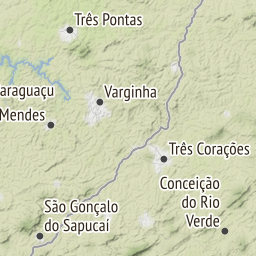 Três Pontas
araguaçu
Varginha
Mendes
Três Corações
Conceição
do Rio
Verde
São Gonçalo
do Sapucaí